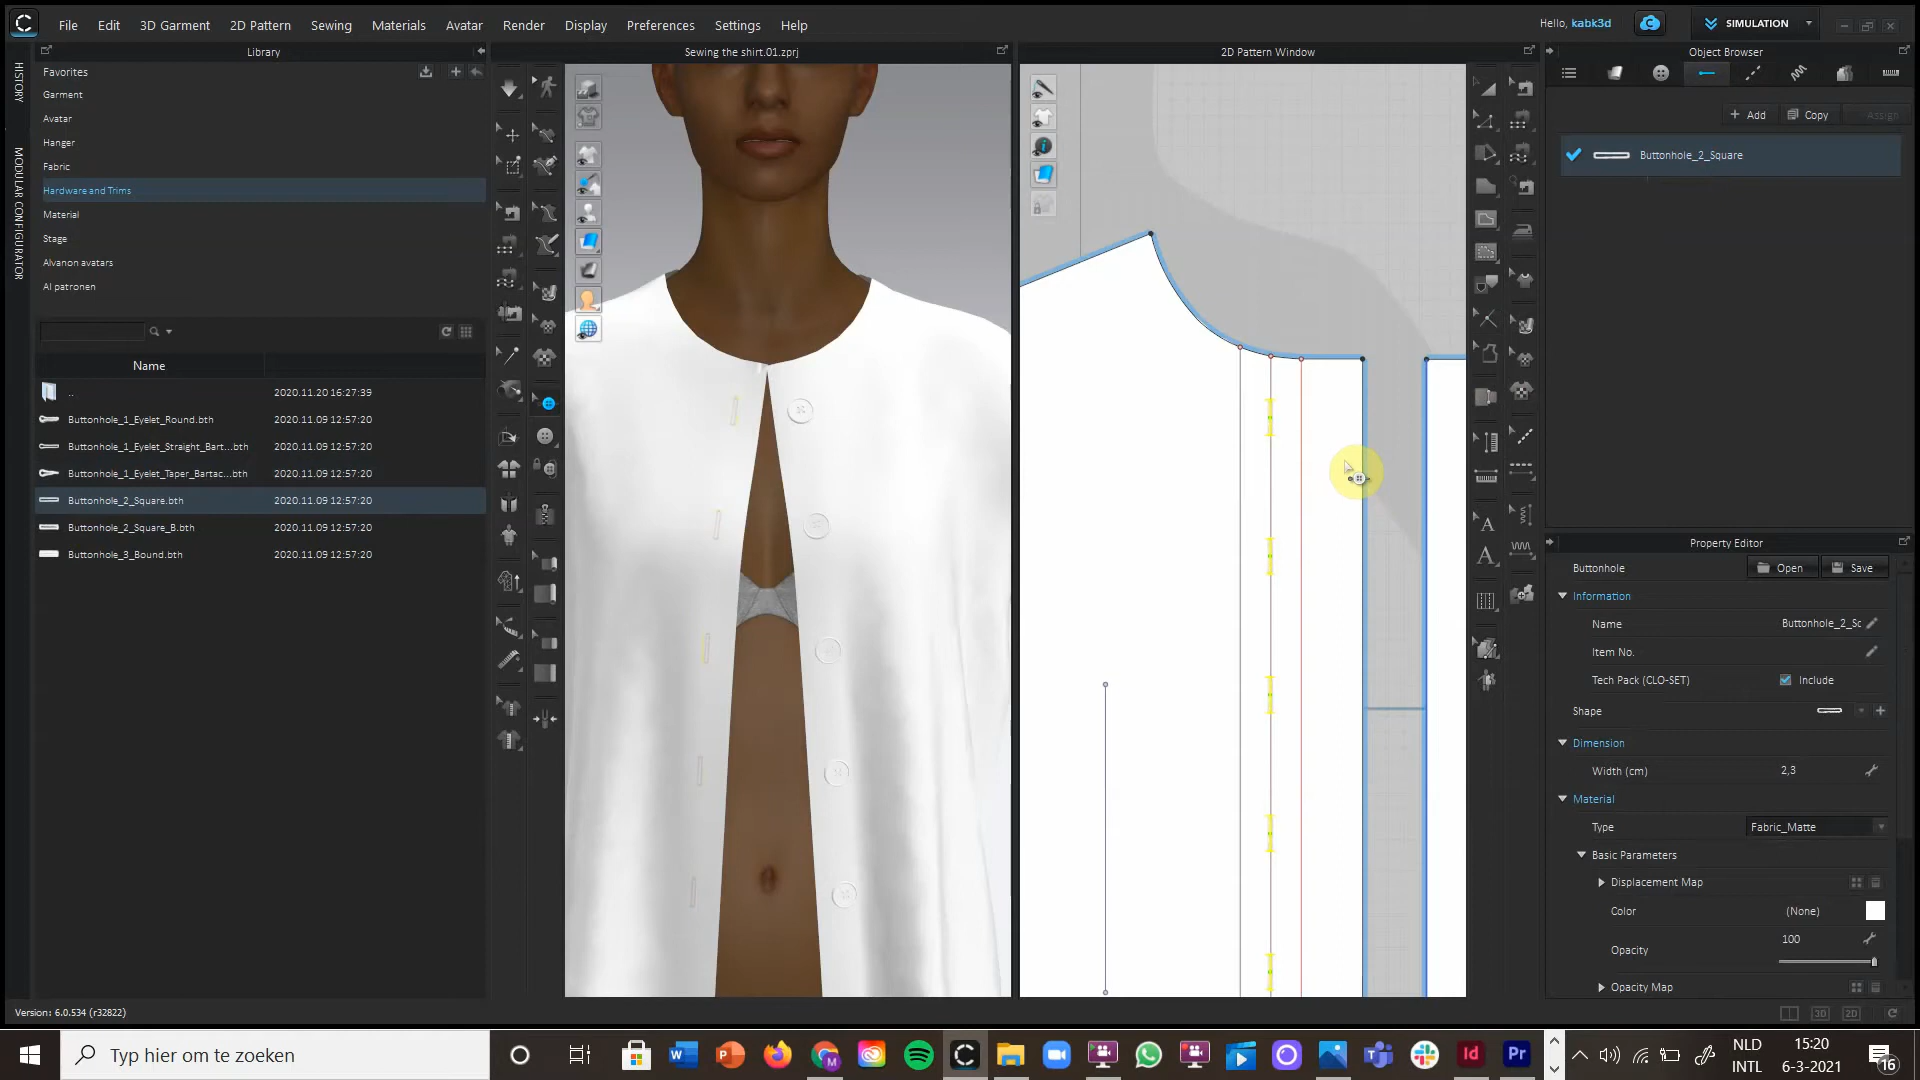 File Edit 3D Garment 2D Pattern Sewing Materials Avatar Render Display Preferences Settings Help
Hello, kabk3d
SIMULATION
Library
Sewing the shirt.01.zprj
2D Pattern Window
Object Browser
HISTORY
MODULAR CONFIGURATOR
Favorites
Garment
Avatar
Hanger
Fabric
Hardware and Trims
Material
Stage
Alvanon avatars
AI patronen
Name
.. 2020.11.20 16:27:39
Buttonhole_1_Eyelet_Round.bth 2020.11.09 12:57:20
Buttonhole_1_Eyelet_Straight_Bart...bth 2020.11.09 12:57:20
Buttonhole_1_Eyelet_Taper_Bartac...bth 2020.11.09 12:57:20
Buttonhole_2_Square.bth 2020.11.09 12:57:20
Buttonhole_2_Square_B.bth 2020.11.09 12:57:20
Buttonhole_3_Bound.bth 2020.11.09 12:57:20
+ Add Copy Assign
Buttonhole_2_Square
Property Editor
Buttonhole Open Save
Information
Name Buttonhole_2_Sc
Item No.
Tech Pack (CLO-SET) Include
Shape
Dimension
Width (cm) 2,3
Material
Type Fabric_Matte
Basic Parameters
Displacement Map
Color (None)
Opacity 100
Opacity Map
Version: 6.0.534 (r32822)
3D 2D
Typ hier om te zoeken
NLD
INTL
15:20
6-3-2021
16